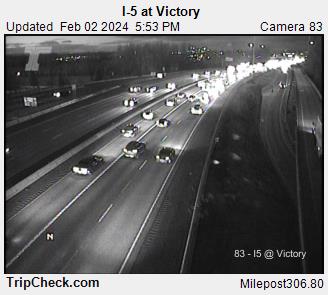 I-5 at Victory
Updated  Feb 02 2024  5:53 PM    Camera 83
N
83 - I5 @ Victory
TripCheck.com    Milepost306.80